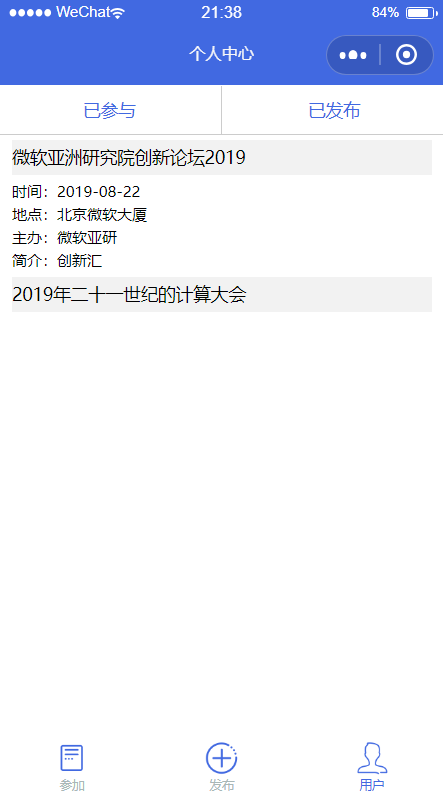 WeChat
21:38
84%
个人中心
已参与
已发布
微软亚洲研究院创新论坛2019
时间：2019-08-22
地点：北京微软大厦
主办：微软亚研
简介：创新汇
2019年二十一世纪的计算大会
参加
发布
用户